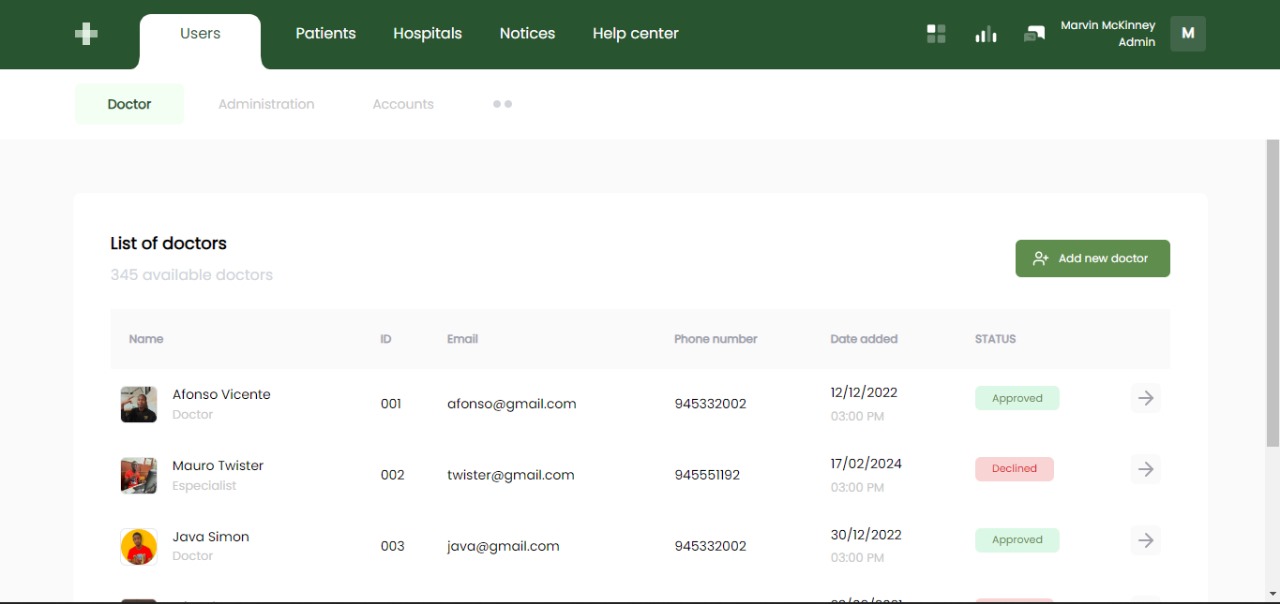 Users
Patients
Hospitals
Notices
Help center
Marvin McKinney
Admin
M
Doctor
Administration
Accounts
List of doctors
345 available doctors
Add new doctor
Name ID Email Phone number Date added STATUS
Afonso Vicente
Doctor
001
afonso@gmail.com
945332002
12/12/2022
03:00 PM
Approved
Mauro Twister
Especialist
002
twister@gmail.com
945551192
17/02/2024
03:00 PM
Declined
Java Simon
Doctor
003
java@gmail.com
945332002
30/12/2022
03:00 PM
Approved